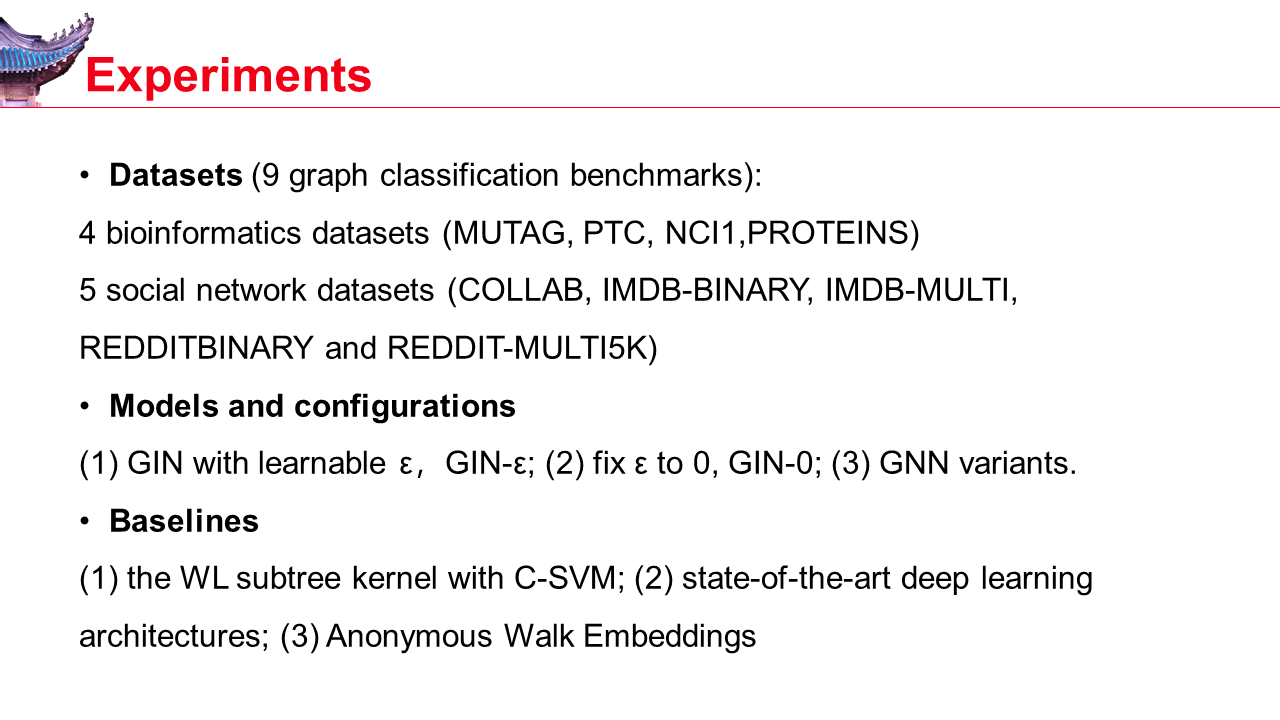 Experiments
• Datasets (9 graph classification benchmarks):
4 bioinformatics datasets (MUTAG, PTC, NCI1,PROTEINS)
5 social network datasets (COLLAB, IMDB-BINARY, IMDB-MULTI,
REDDITBINARY and REDDIT-MULTI5K)
• Models and configurations
(1) GIN with learnable ε，GIN-ε; (2) fix ε to 0, GIN-0; (3) GNN variants.
• Baselines
(1) the WL subtree kernel with C-SVM; (2) state-of-the-art deep learning
architectures; (3) Anonymous Walk Embeddings